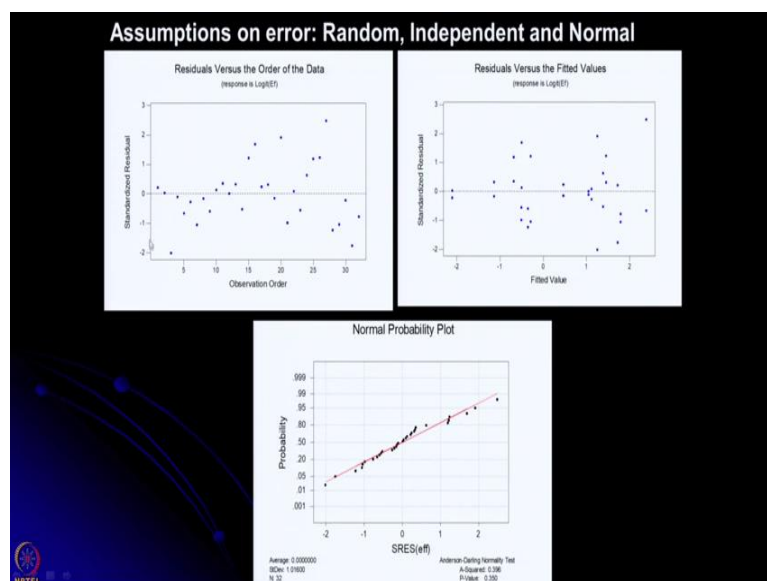 Assumptions on error: Random, Independent and Normal
Residuals Versus the Order of the Data
(response is Logit(Ef)
Standardized Residual
3
2
1
0
-1
-2
5 10 15 20 25 30
Observation Order
Residuals Versus the Fitted Values
(response is Logit(Ef)
Standardized Residual
3
2
1
0
-1
-2
-2 -1 0 1 2
Fitted Value
Normal Probability Plot
Probability
.999
.99
.95
.80
.50
.20
.05
.01
.001
-2 -1 0 1 2
SRES(eff)
Average: 0.0000000
StDev: 1.01600
N: 32
Anderson-Darling Normality Test
A-Squared: 0.396
P-Value: 0.350